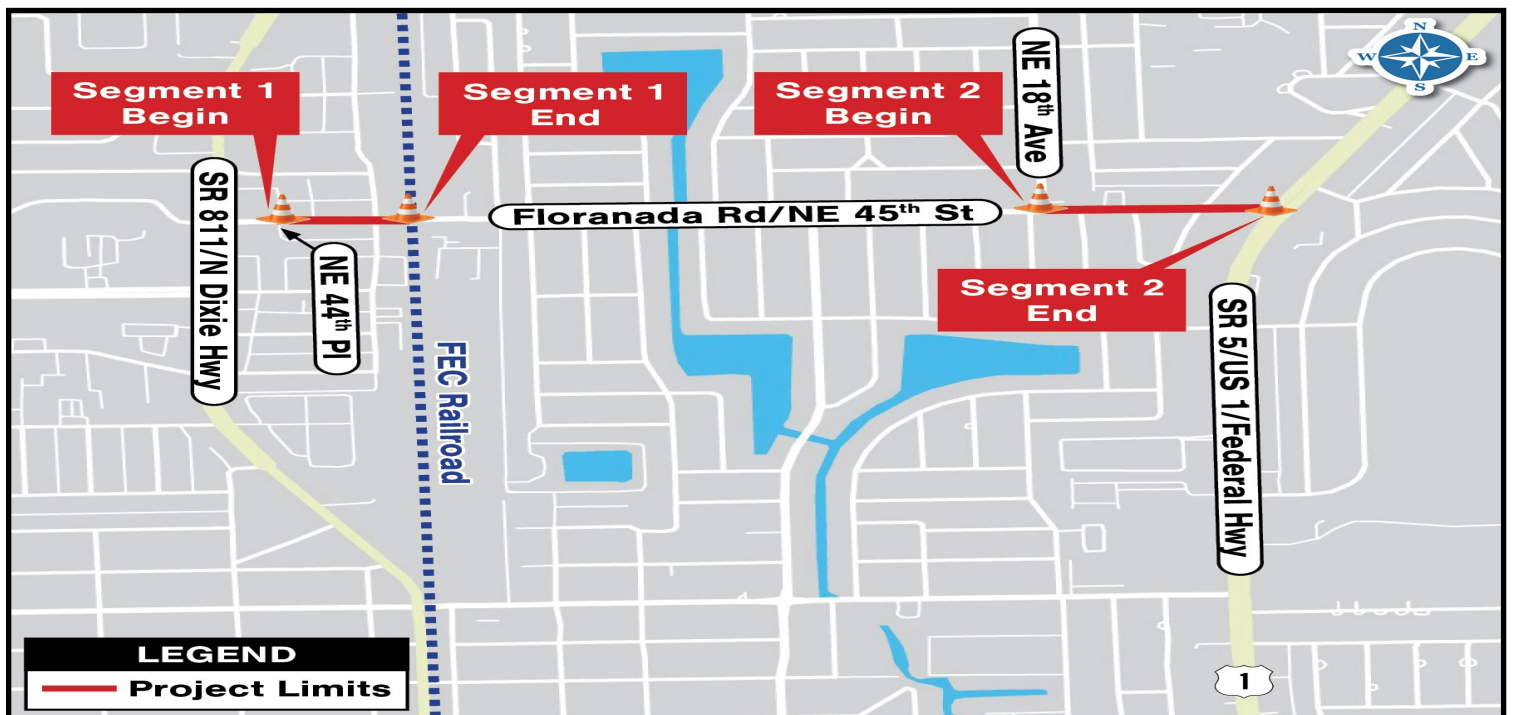 N
W
E
S
Segment 1
Begin
Segment 1
End
Segment 2
Begin
NE 18th Ave
SR 811/N Dixie Hwy
Floranada Rd/NE 45th St
NE 44th Pl
Segment 2
End
SR 5/US 1/Federal Hwy
FEC Railroad
LEGEND
Project Limits
1